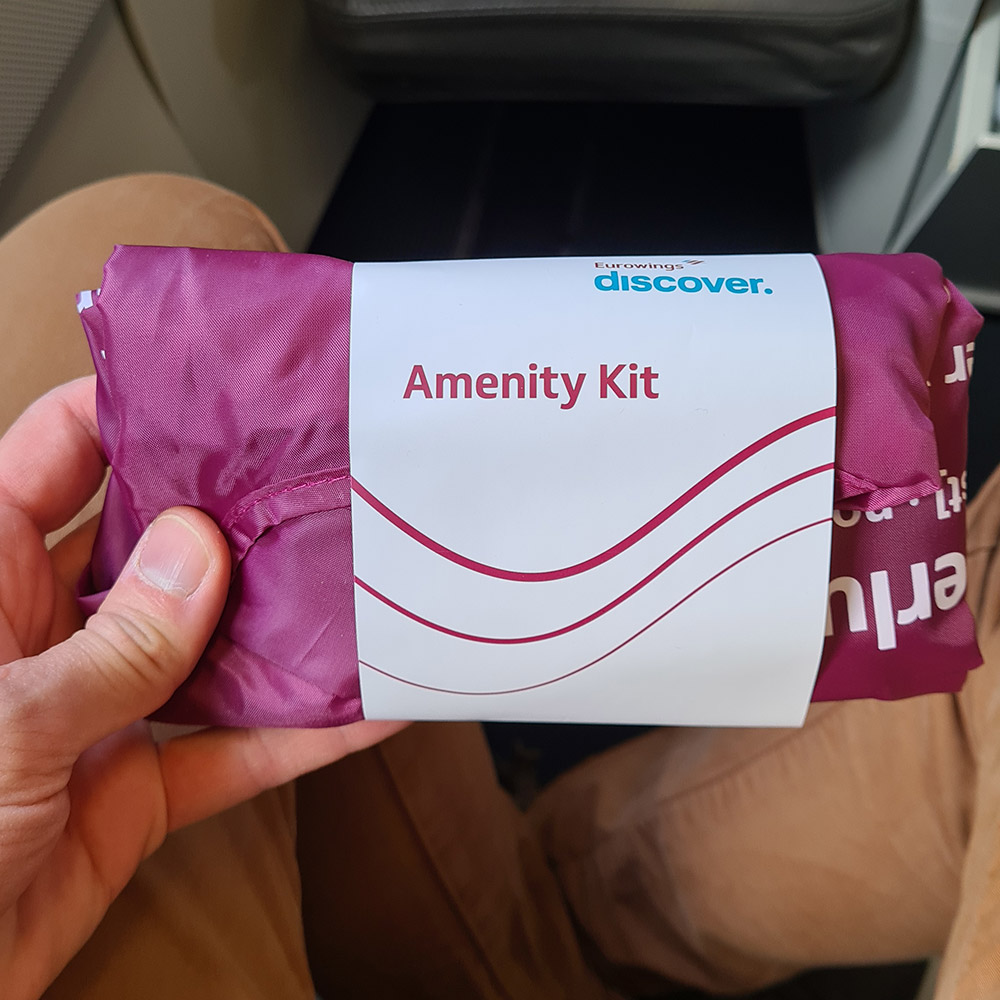 Eurowings
discover.
Amenity Kit